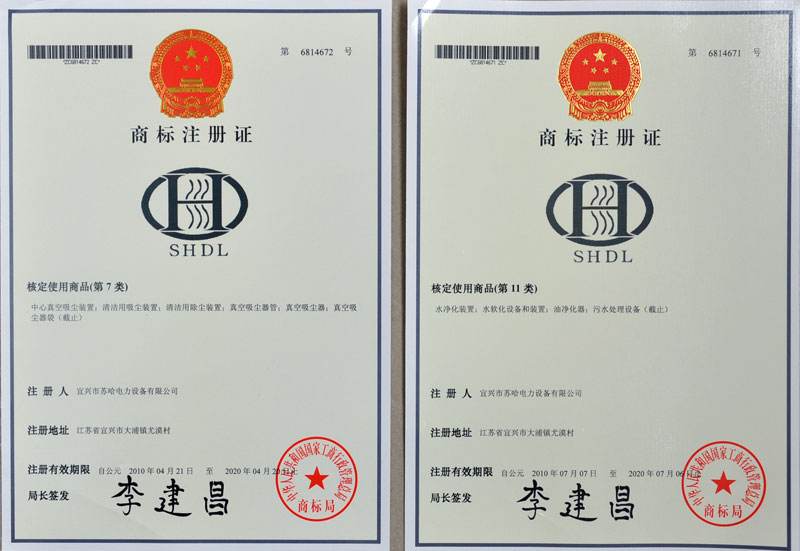 *ZC6814672 ZC*
第 6814672 号
商标注册证
SHDL
核定使用商品(第 7 类)
中心真空吸尘装置；清洁用吸尘装置；清洁用除尘装置；真空吸尘器管；真空吸尘器；真空吸
尘器袋（截止）
注 册 人 宜兴市苏哈电力设备有限公司
注册地址 江苏省宜兴市大浦镇尤漠村
注册有效期限 自公元 2010 年 04 月 21 日 至 2020 年 04 月 20 日止
局长签发 李建昌
中华人民共和国国家工商行政管理总局
商标局
*ZC6814671 ZC*
第 6814671 号
商标注册证
SHDL
核定使用商品(第 11 类)
水净化装置；水软化设备和装置；油净化器；污水处理设备（截止）
注 册 人 宜兴市苏哈电力设备有限公司
注册地址 江苏省宜兴市大浦镇尤漠村
注册有效期限 自公元 2010 年 07 月 07 日 至 2020 年 07 月 06 日止
局长签发 李建昌
中华人民共和国国家工商行政管理总局
商标局